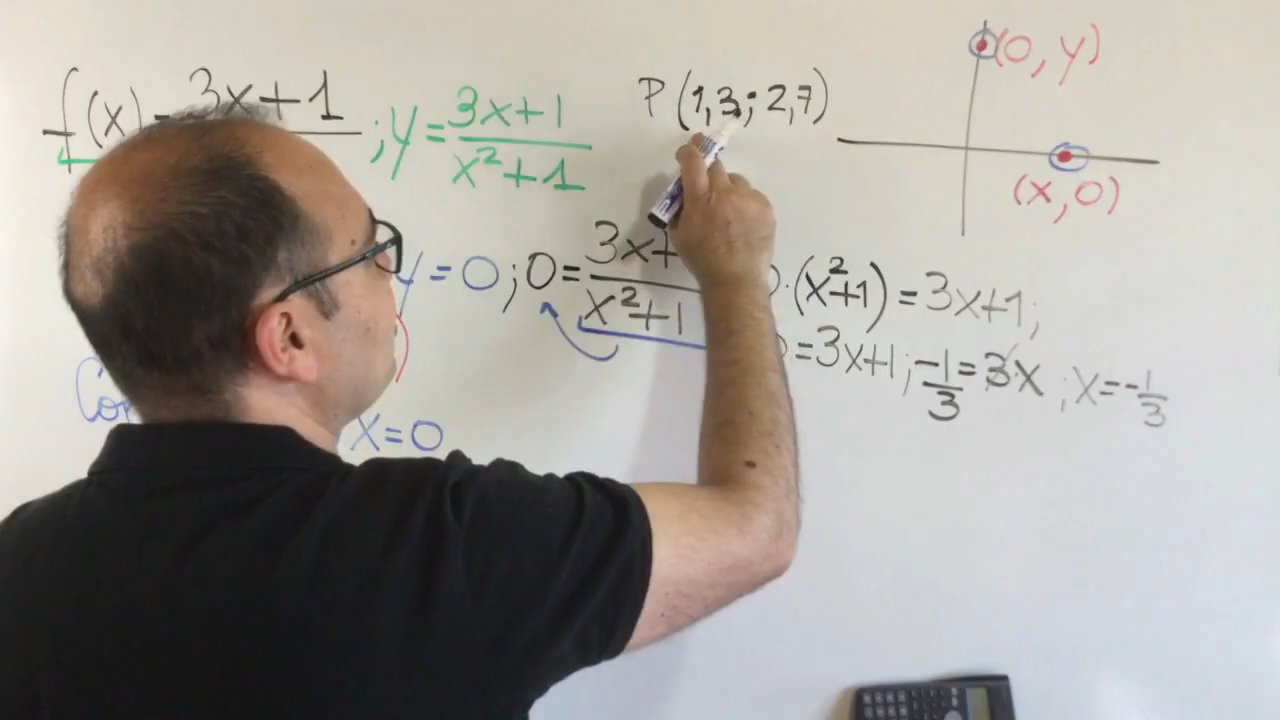 f(x) = 3x+1 ; y = 3x+1 / x²+1
P (1,3; 2,7)
(0, y)
(x, 0)
y = 0 ; 0 = 3x+ / x²+1
·(x²+1) = 3x+1 ;
= 3x+1 ; -1/3 = 3x ; x = -1/3
x = 0